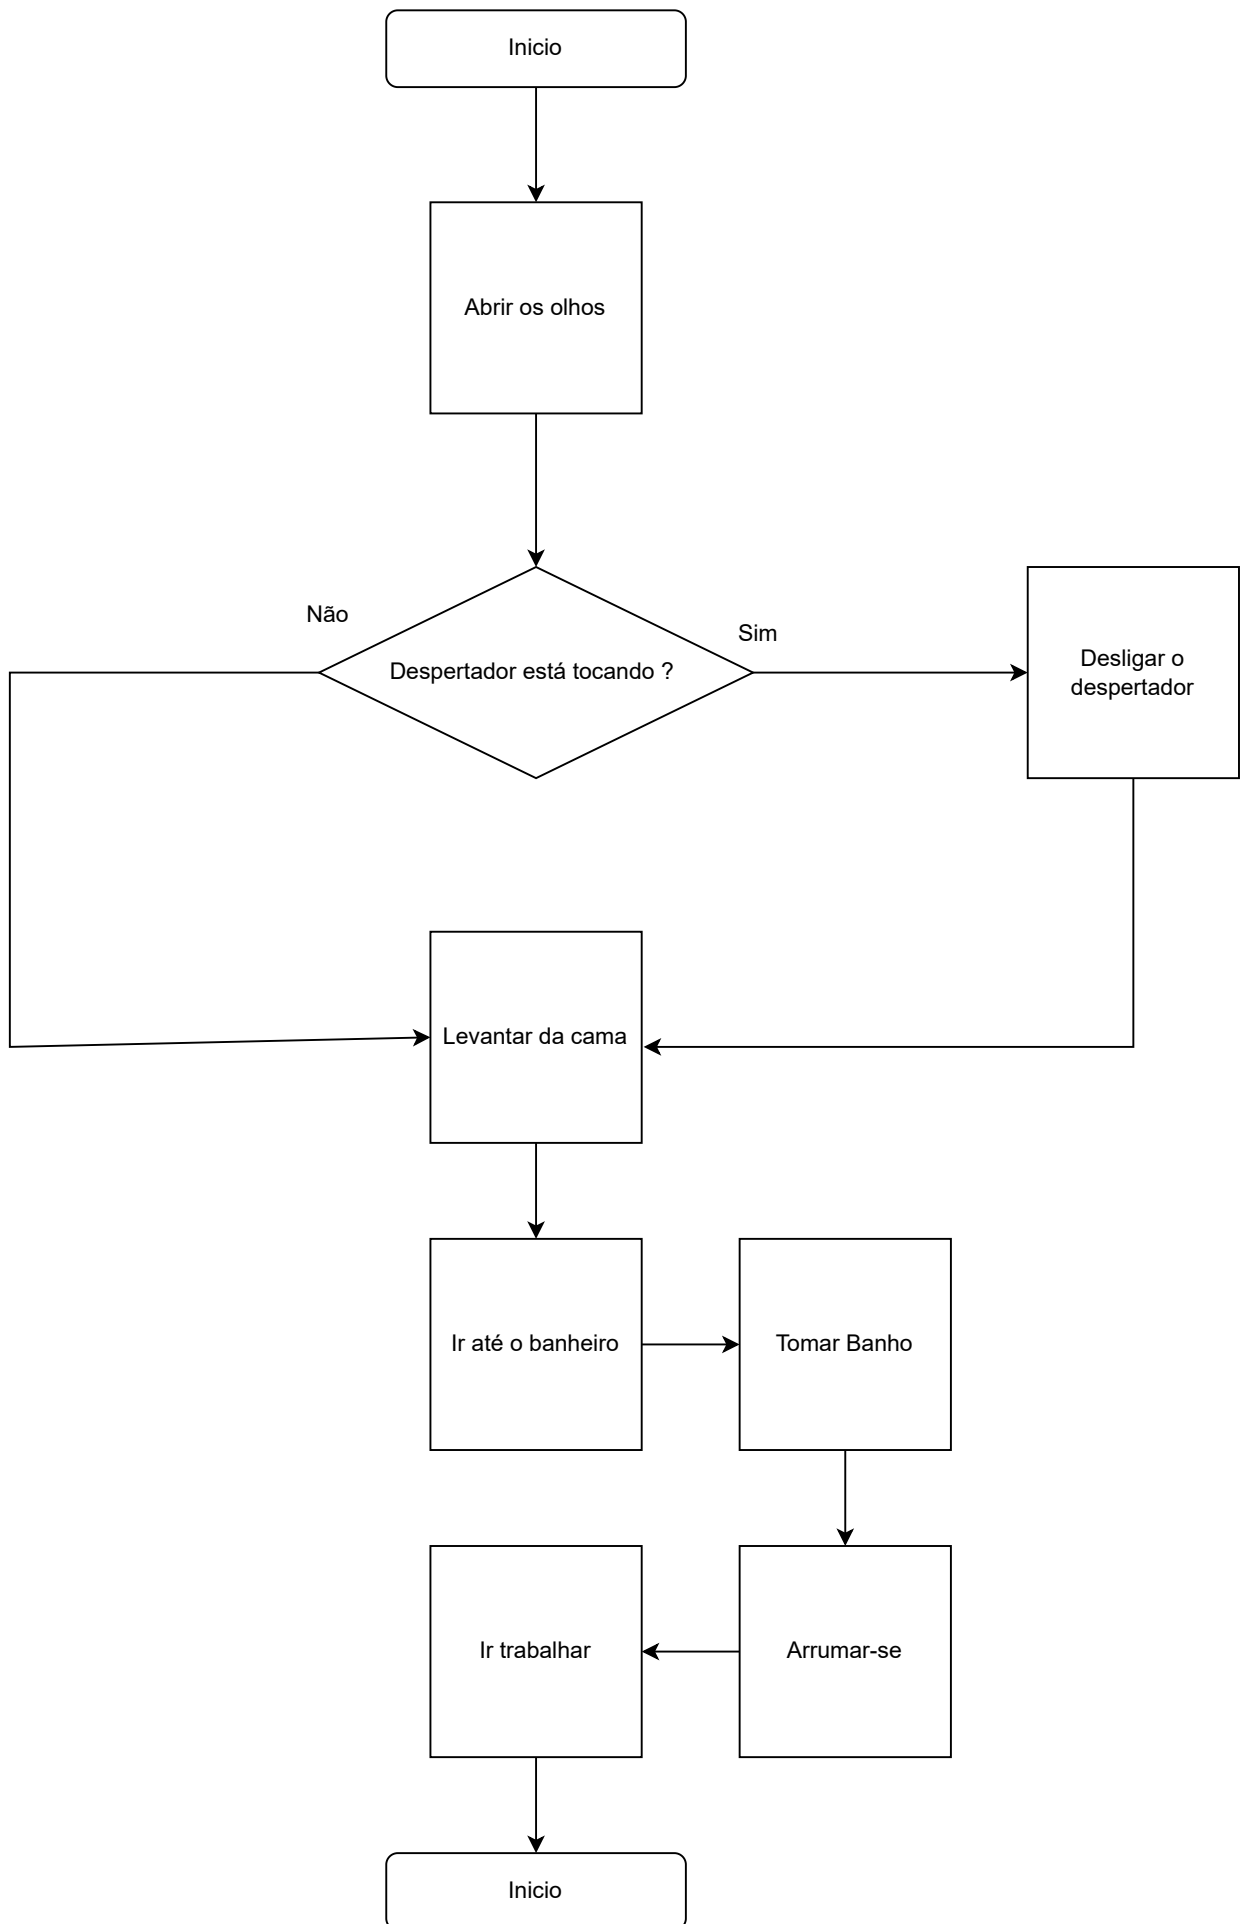 Inicio
Abrir os olhos
Não
Sim
Despertador está tocando ?
Desligar o
despertador
Levantar da cama
Ir até o banheiro
Tomar Banho
Ir trabalhar
Arrumar-se
Inicio